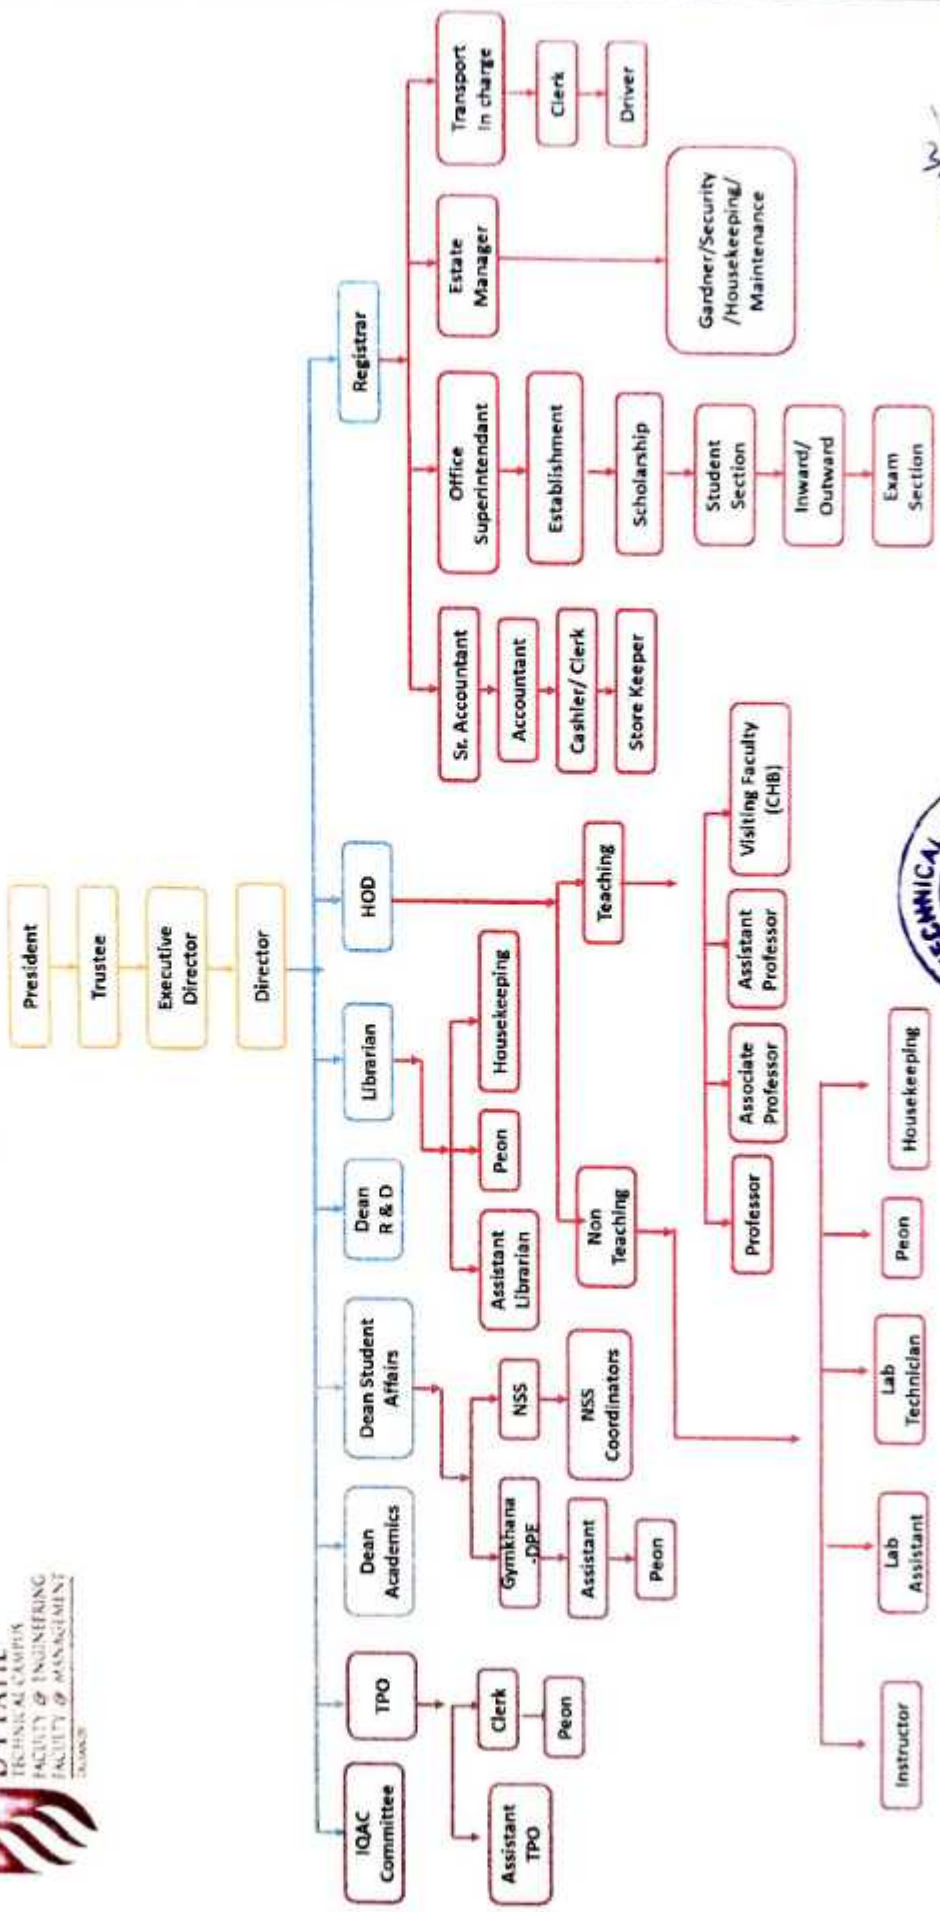 TECHNICAL CAMPUS
FACULTY OF ENGINEERING
FACULTY OF MANAGEMENT
President
Trustee
Executive
Director
Director
IQAC
Committee
TPO
Dean
Academics
Dean Student
Affairs
Dean
R & D
Librarian
HOD
Registrar
Assistant
TPO
Clerk
Peon
Gymkhana
-DPE
Assistant
Peon
NSS
NSS
Coordinators
Assistant
Librarian
Peon
Housekeeping
Non
Teaching
Teaching
Professor
Associate
Professor
Assistant
Professor
Visiting Faculty
(CHB)
Instructor
Lab
Assistant
Lab
Technician
Peon
Housekeeping
Sr. Accountant
Accountant
Cashier/ Clerk
Store Keeper
Office
Superintendant
Establishment
Scholarship
Student
Section
Inward/
Outward
Exam
Section
Estate
Manager
Gardner/Security
/Housekeeping/
Maintenance
Transport
In charge
Clerk
Driver